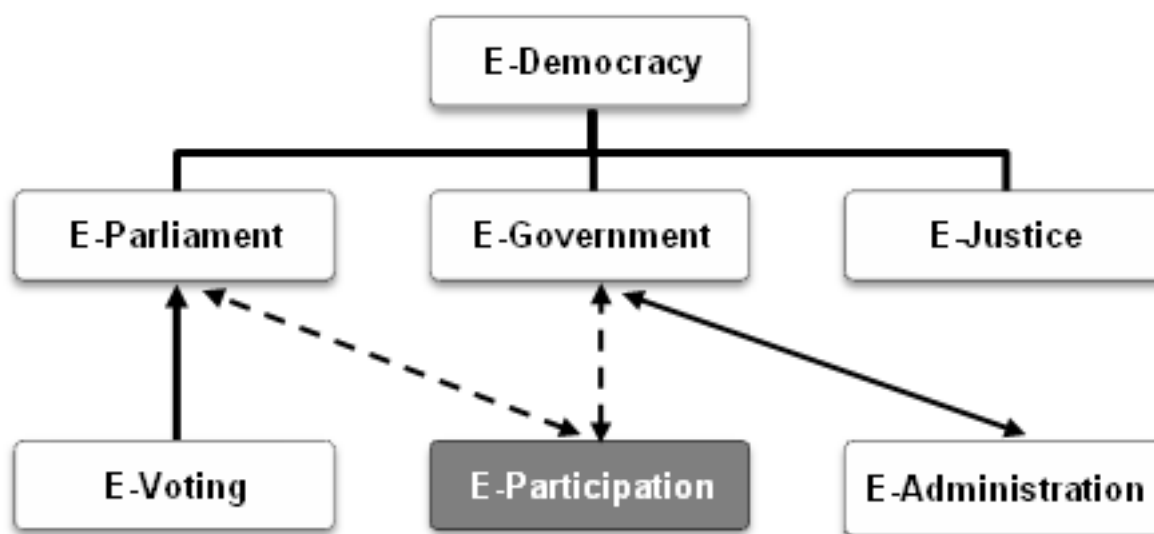 E-Democracy
E-Parliament
E-Government
E-Justice
E-Voting
E-Participation
E-Administration